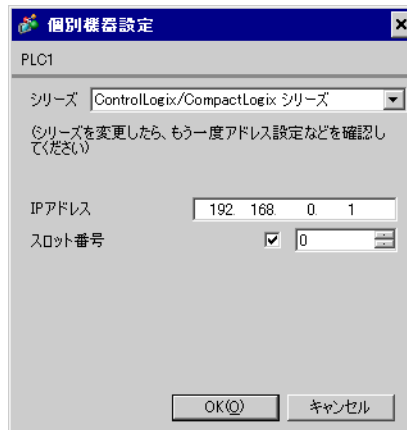 個別機器設定
PLC1
シリーズ ControlLogix/CompactLogix シリーズ
(シリーズを変更したら、もう一度アドレス設定などを確認し
てください)
IPアドレス 192. 168. 0. 1
スロット番号 0
OK(O) キャンセル